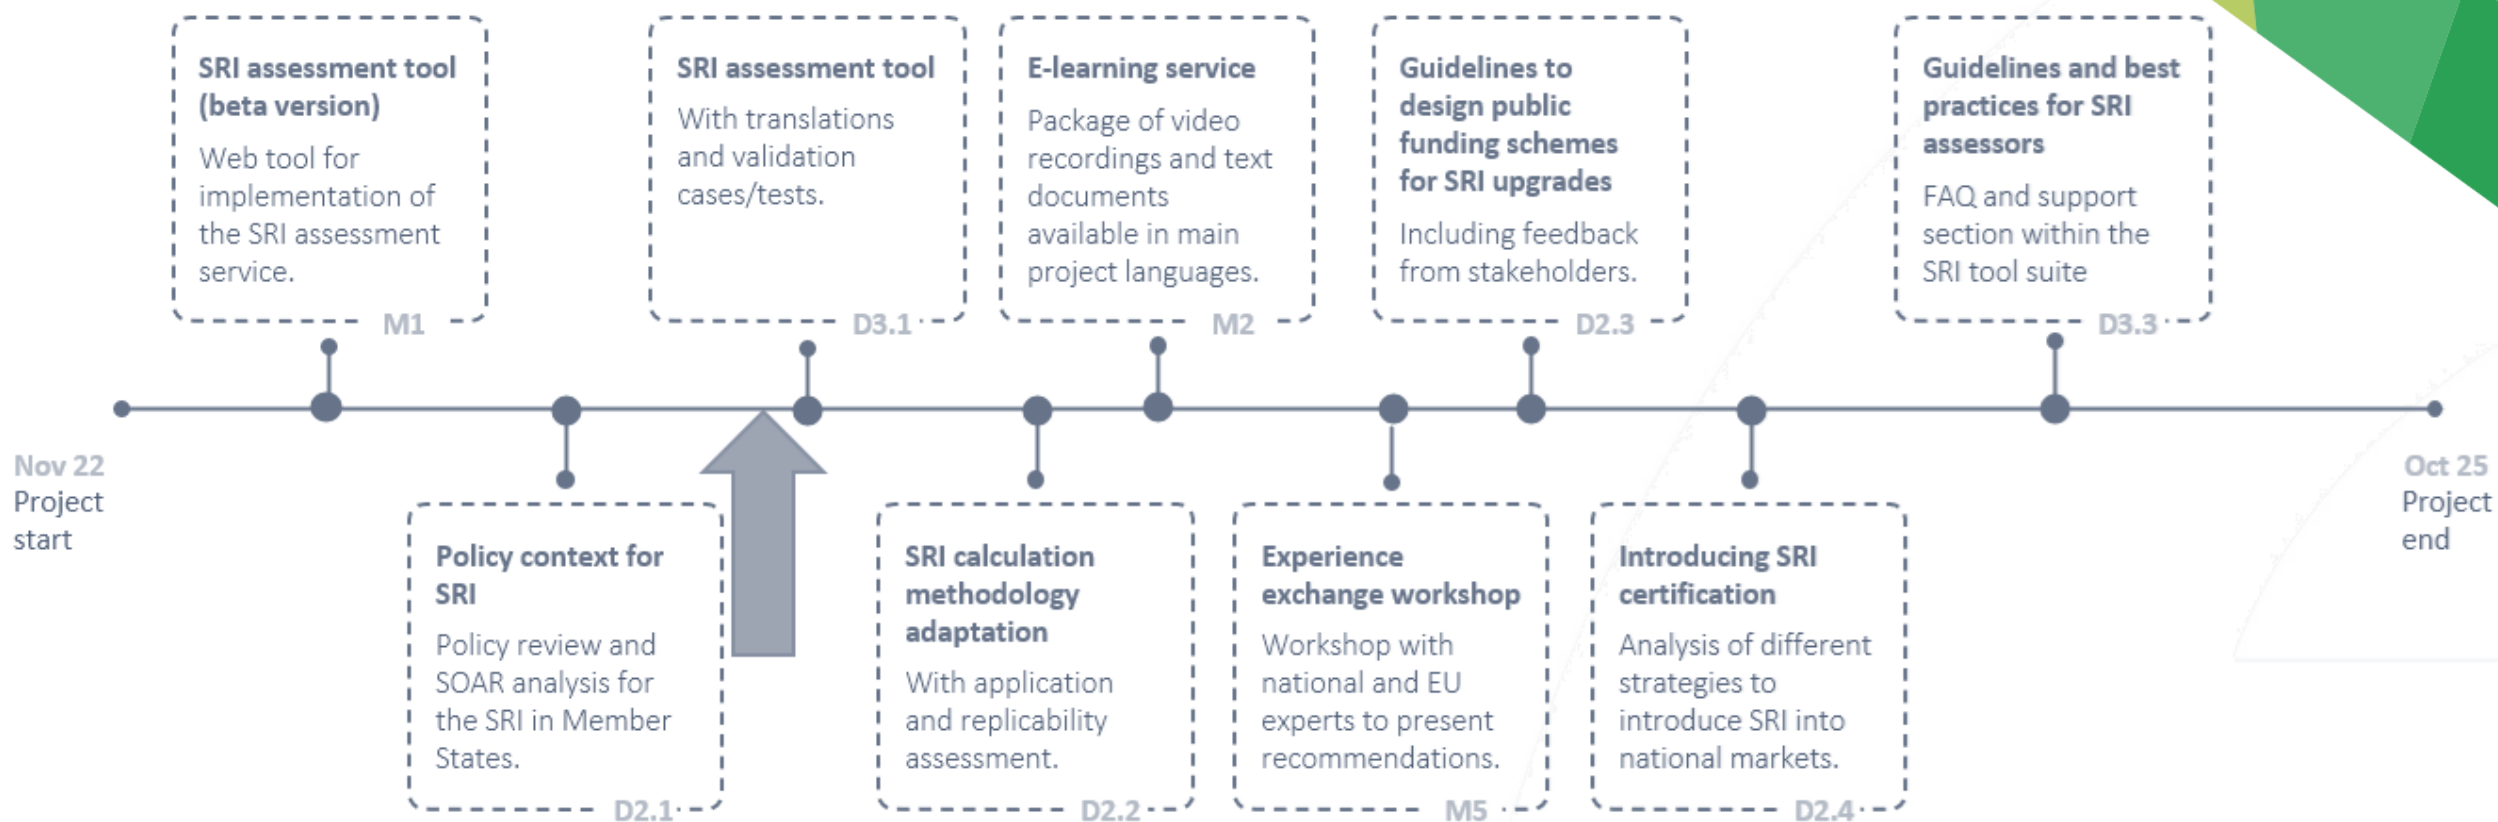 SRI assessment tool
(beta version)
Web tool for
implementation of
the SRI assessment
service.
M1
SRI assessment tool
With translations
and validation
cases/tests.
D3.1
E-learning service
Package of video
recordings and text
documents
available in main
project languages.
M2
Guidelines to
design public
funding schemes
for SRI upgrades
Including feedback
from stakeholders.
D2.3
Guidelines and best
practices for SRI
assessors
FAQ and support
section within the
SRI tool suite
D3.3
Nov 22
Project
start
Oct 25
Project
end
Policy context for
SRI
Policy review and
SOAR analysis for
the SRI in Member
States.
D2.1
SRI calculation
methodology
adaptation
With application
and replicability
assessment.
D2.2
Experience
exchange workshop
Workshop with
national and EU
experts to present
recommendations.
M5
Introducing SRI
certification
Analysis of different
strategies to
introduce SRI into
national markets.
D2.4